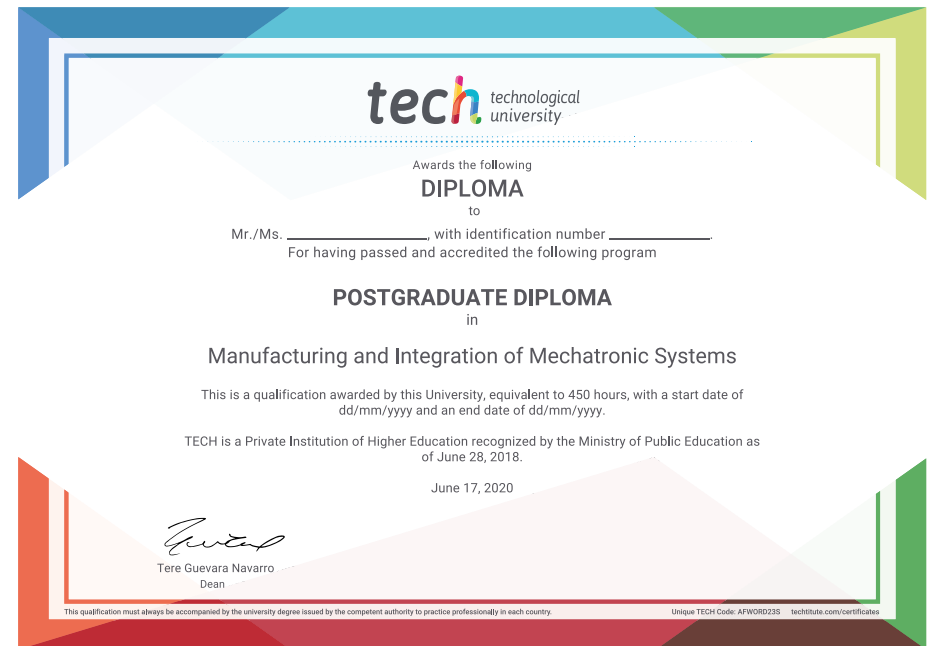 tech technological
university
Awards the following
DIPLOMA
to
Mr./Ms. ____________________, with identification number ______________.
For having passed and accredited the following program
POSTGRADUATE DIPLOMA
in
Manufacturing and Integration of Mechatronic Systems
This is a qualification awarded by this University, equivalent to 450 hours, with a start date of
dd/mm/yyyy and an end date of dd/mm/yyyy.
TECH is a Private Institution of Higher Education recognized by the Ministry of Public Education as
of June 28, 2018.
June 17, 2020
Tere Guevara Navarro
Dean
This qualification must always be accompanied by the university degree issued by the competent authority to practice professionally in each country.
Unique TECH Code: AFWORD23S techtitute.com/certificates